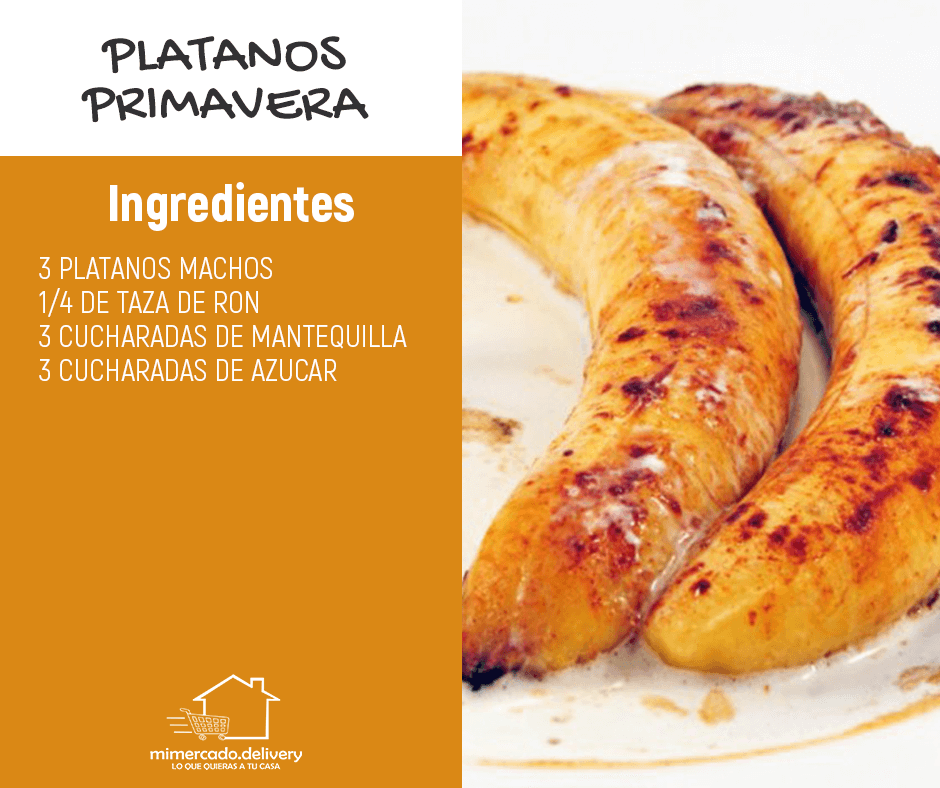 PLATANOS
PRIMAVERA
Ingredientes
3 PLATANOS MACHOS
1/4 DE TAZA DE RON
3 CUCHARADAS DE MANTEQUILLA
3 CUCHARADAS DE AZUCAR
mimercado.delivery
LO QUE QUIERAS A TU CASA